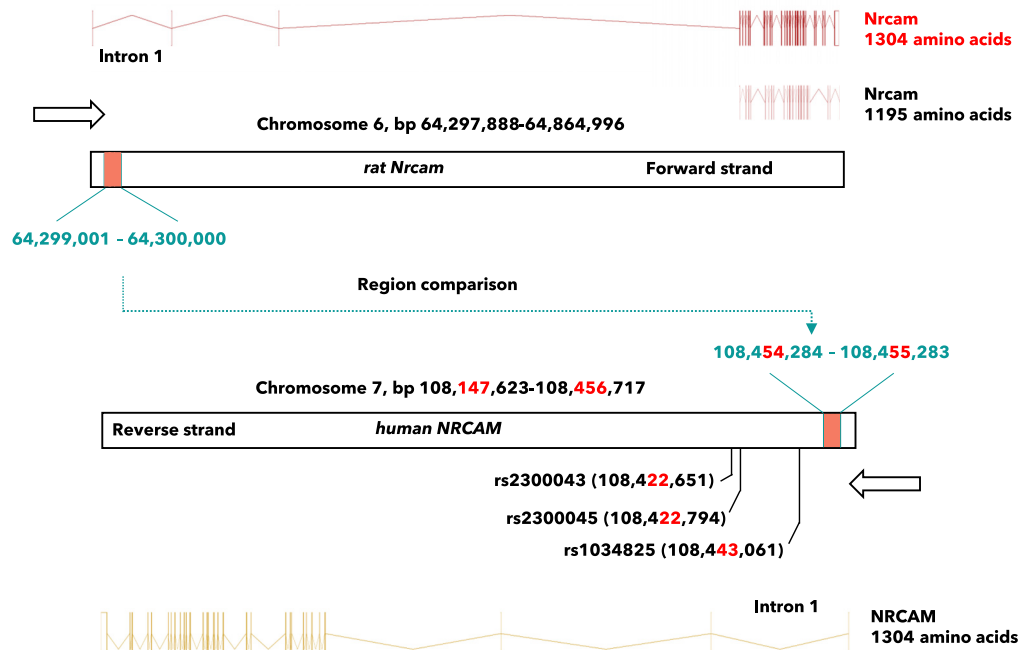 Nrcam
1304 amino acids
Intron 1
Nrcam
1195 amino acids
Chromosome 6, bp 64,297,888-64,864,996
rat Nrcam
Forward strand
64,299,001 – 64,300,000
Region comparison
108,454,284 – 108,455,283
Chromosome 7, bp 108,147,623-108,456,717
Reverse strand
human NRCAM
rs2300043 (108,422,651)
rs2300045 (108,422,794)
rs1034825 (108,443,061)
Intron 1
NRCAM
1304 amino acids